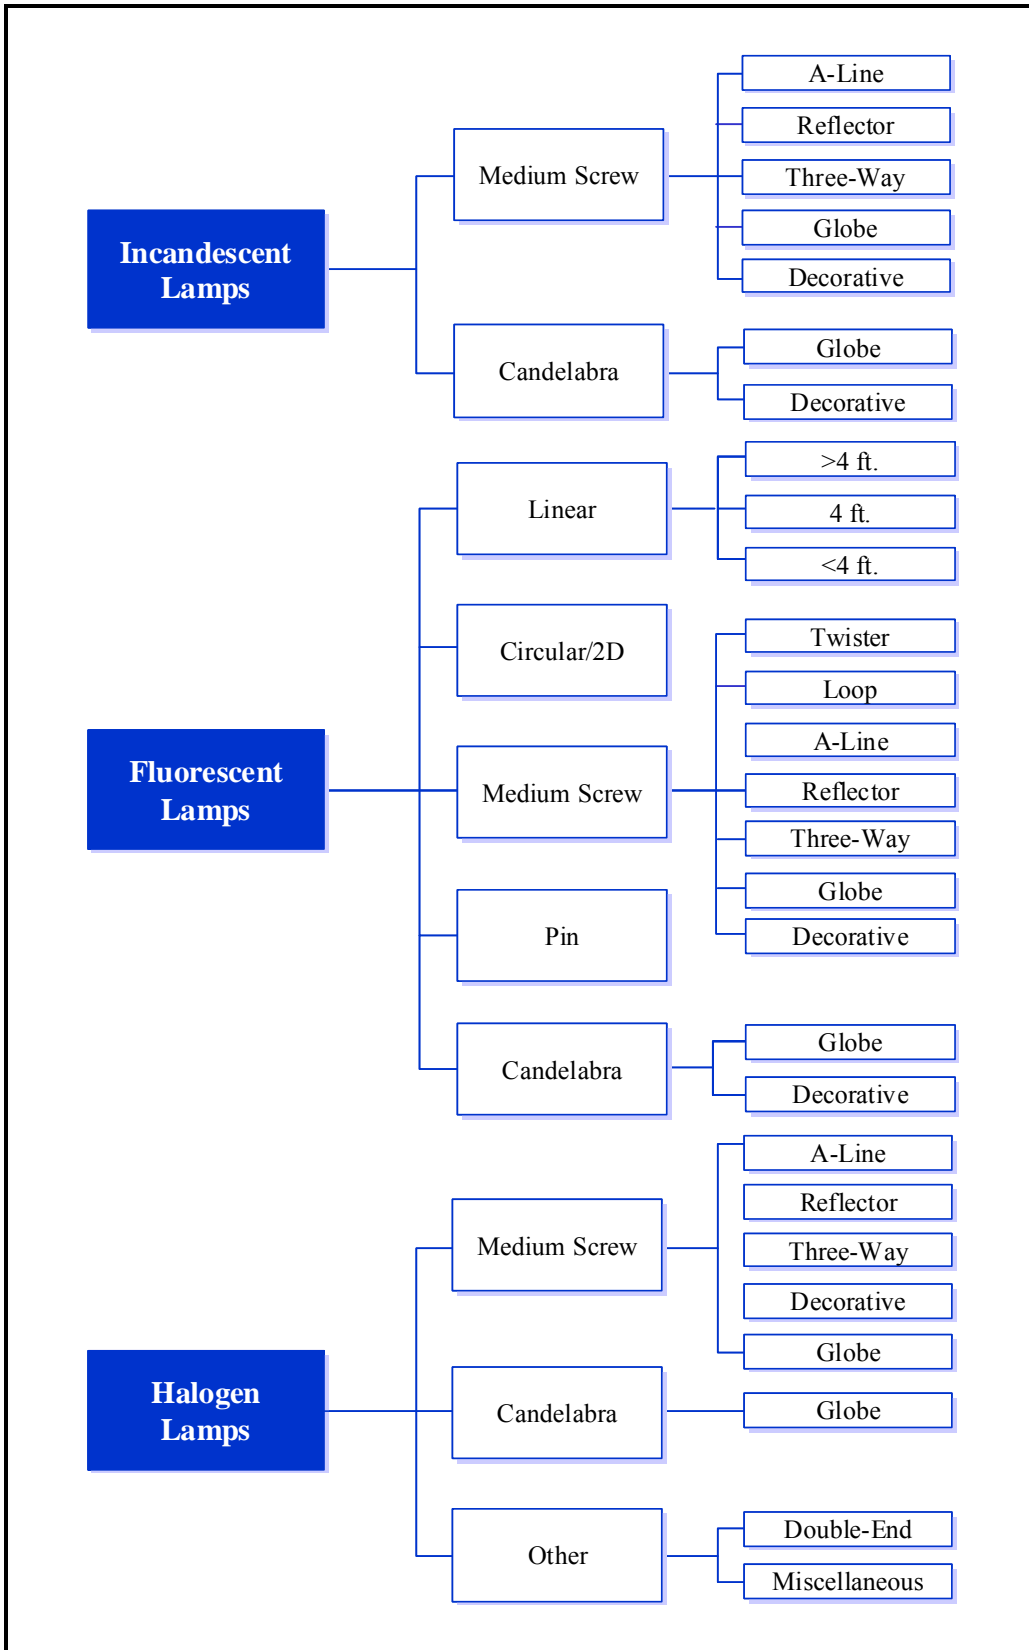 Incandescent
Lamps
Medium Screw
A-Line
Reflector
Three-Way
Globe
Decorative
Candelabra
Globe
Decorative
Fluorescent
Lamps
Linear
>4 ft.
4 ft.
<4 ft.
Circular/2D
Medium Screw
Twister
Loop
A-Line
Reflector
Three-Way
Globe
Decorative
Pin
Candelabra
Globe
Decorative
Halogen
Lamps
Medium Screw
A-Line
Reflector
Three-Way
Decorative
Globe
Candelabra
Globe
Other
Double-End
Miscellaneous